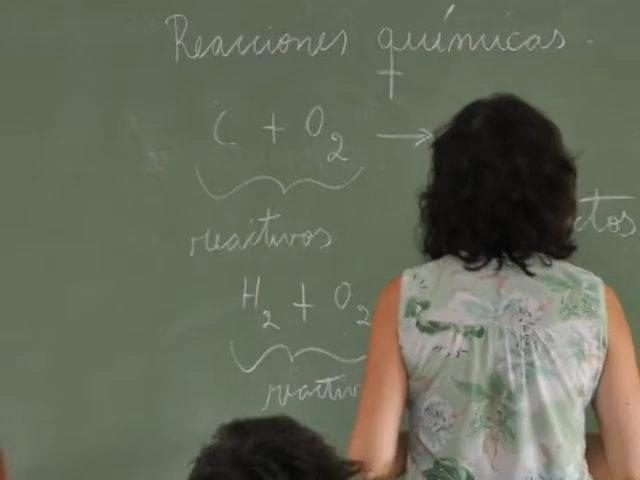 Reacciones químicas.
C + O₂ →
reactivos
ctos
H₂ + O₂
reactiv